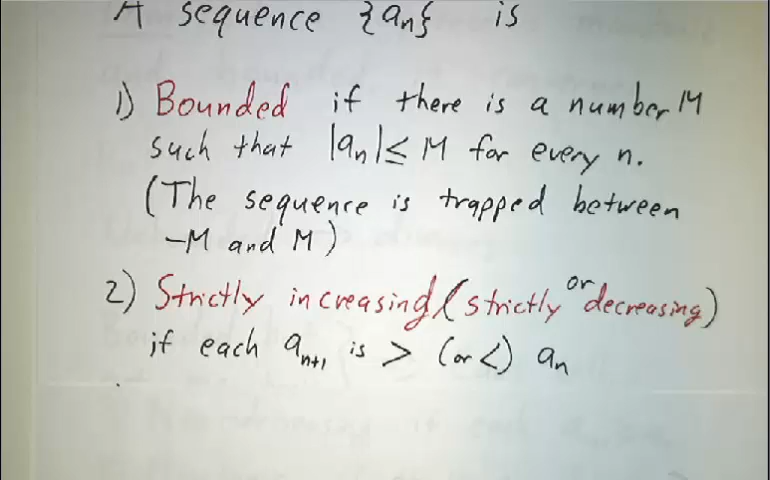 A sequence {an} is
1) Bounded if there is a number M
such that |an| ≤ M for every n.
(The sequence is trapped between
-M and M)
2) Strictly increasing (or strictly decreasing)
if each an+1 is > (or <) an